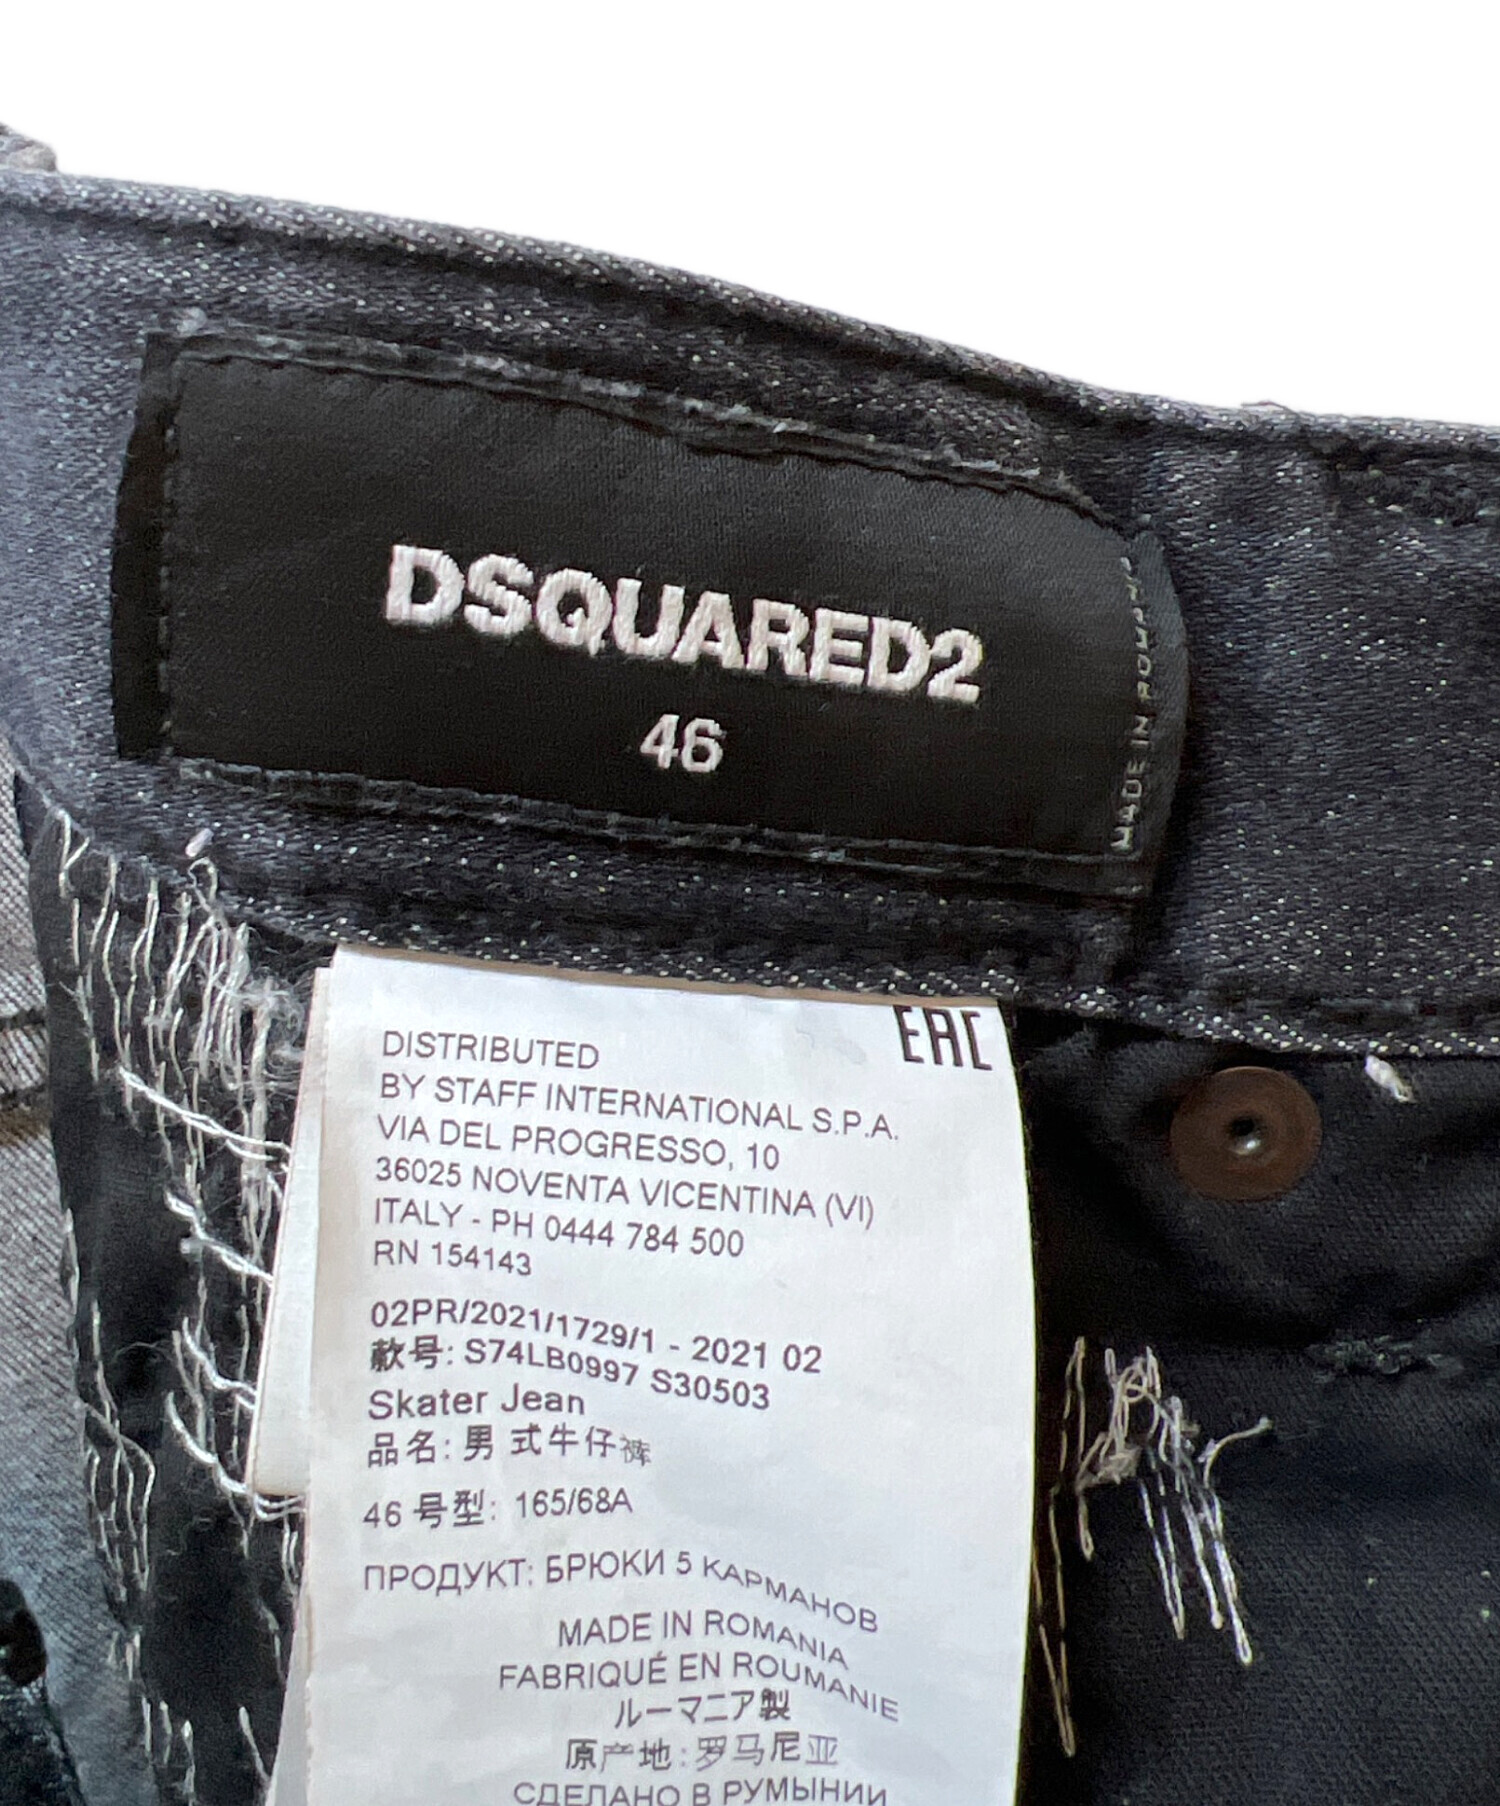 DSQUARED2
46
MADE IN ROMANIA
EAC
DISTRIBUTED
BY STAFF INTERNATIONAL S.P.A.
VIA DEL PROGRESSO, 10
36025 NOVENTA VICENTINA (VI)
ITALY - PH 0444 784 500
RN 154143
02PR/2021/1729/1 - 2021 02
款号: S74LB0997 S30503
Skater Jean
品名: 男 式牛仔裤
46 号型: 165/68A
ПРОДУКТ: БРЮКИ 5 КАРМАНОВ
MADE IN ROMANIA
FABRIQUÉ EN ROUMANIE
ルーマニア製
原产地: 罗马尼亚
СДЕЛАНО В РУМЫНИИ